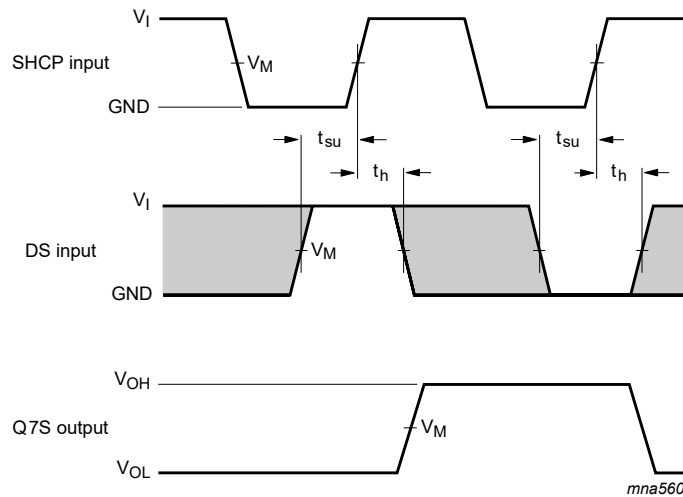 V_I
SHCP input
V_M
GND
t_su
t_su
t_h
t_h
V_I
DS input
V_M
GND
V_OH
Q7S output
V_M
V_OL
mna560